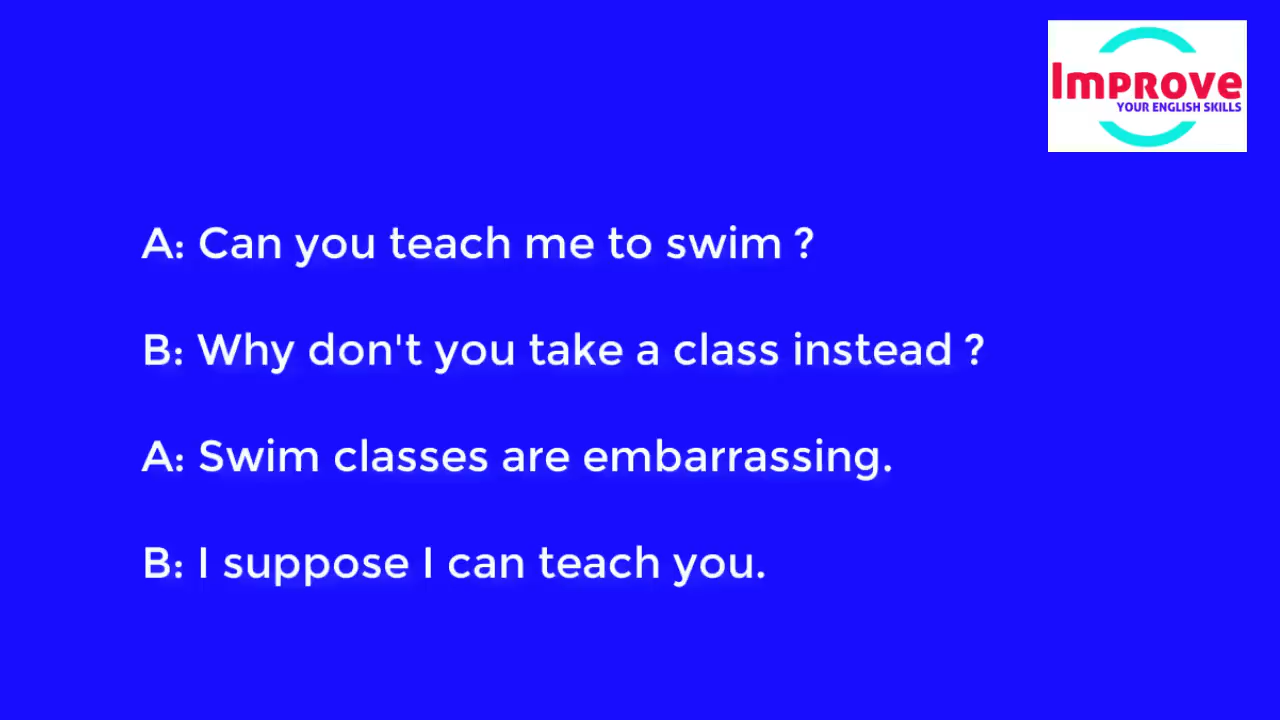 Improve
YOUR ENGLISH SKILLS
A: Can you teach me to swim ?
B: Why don't you take a class instead ?
A: Swim classes are embarrassing.
B: I suppose I can teach you.